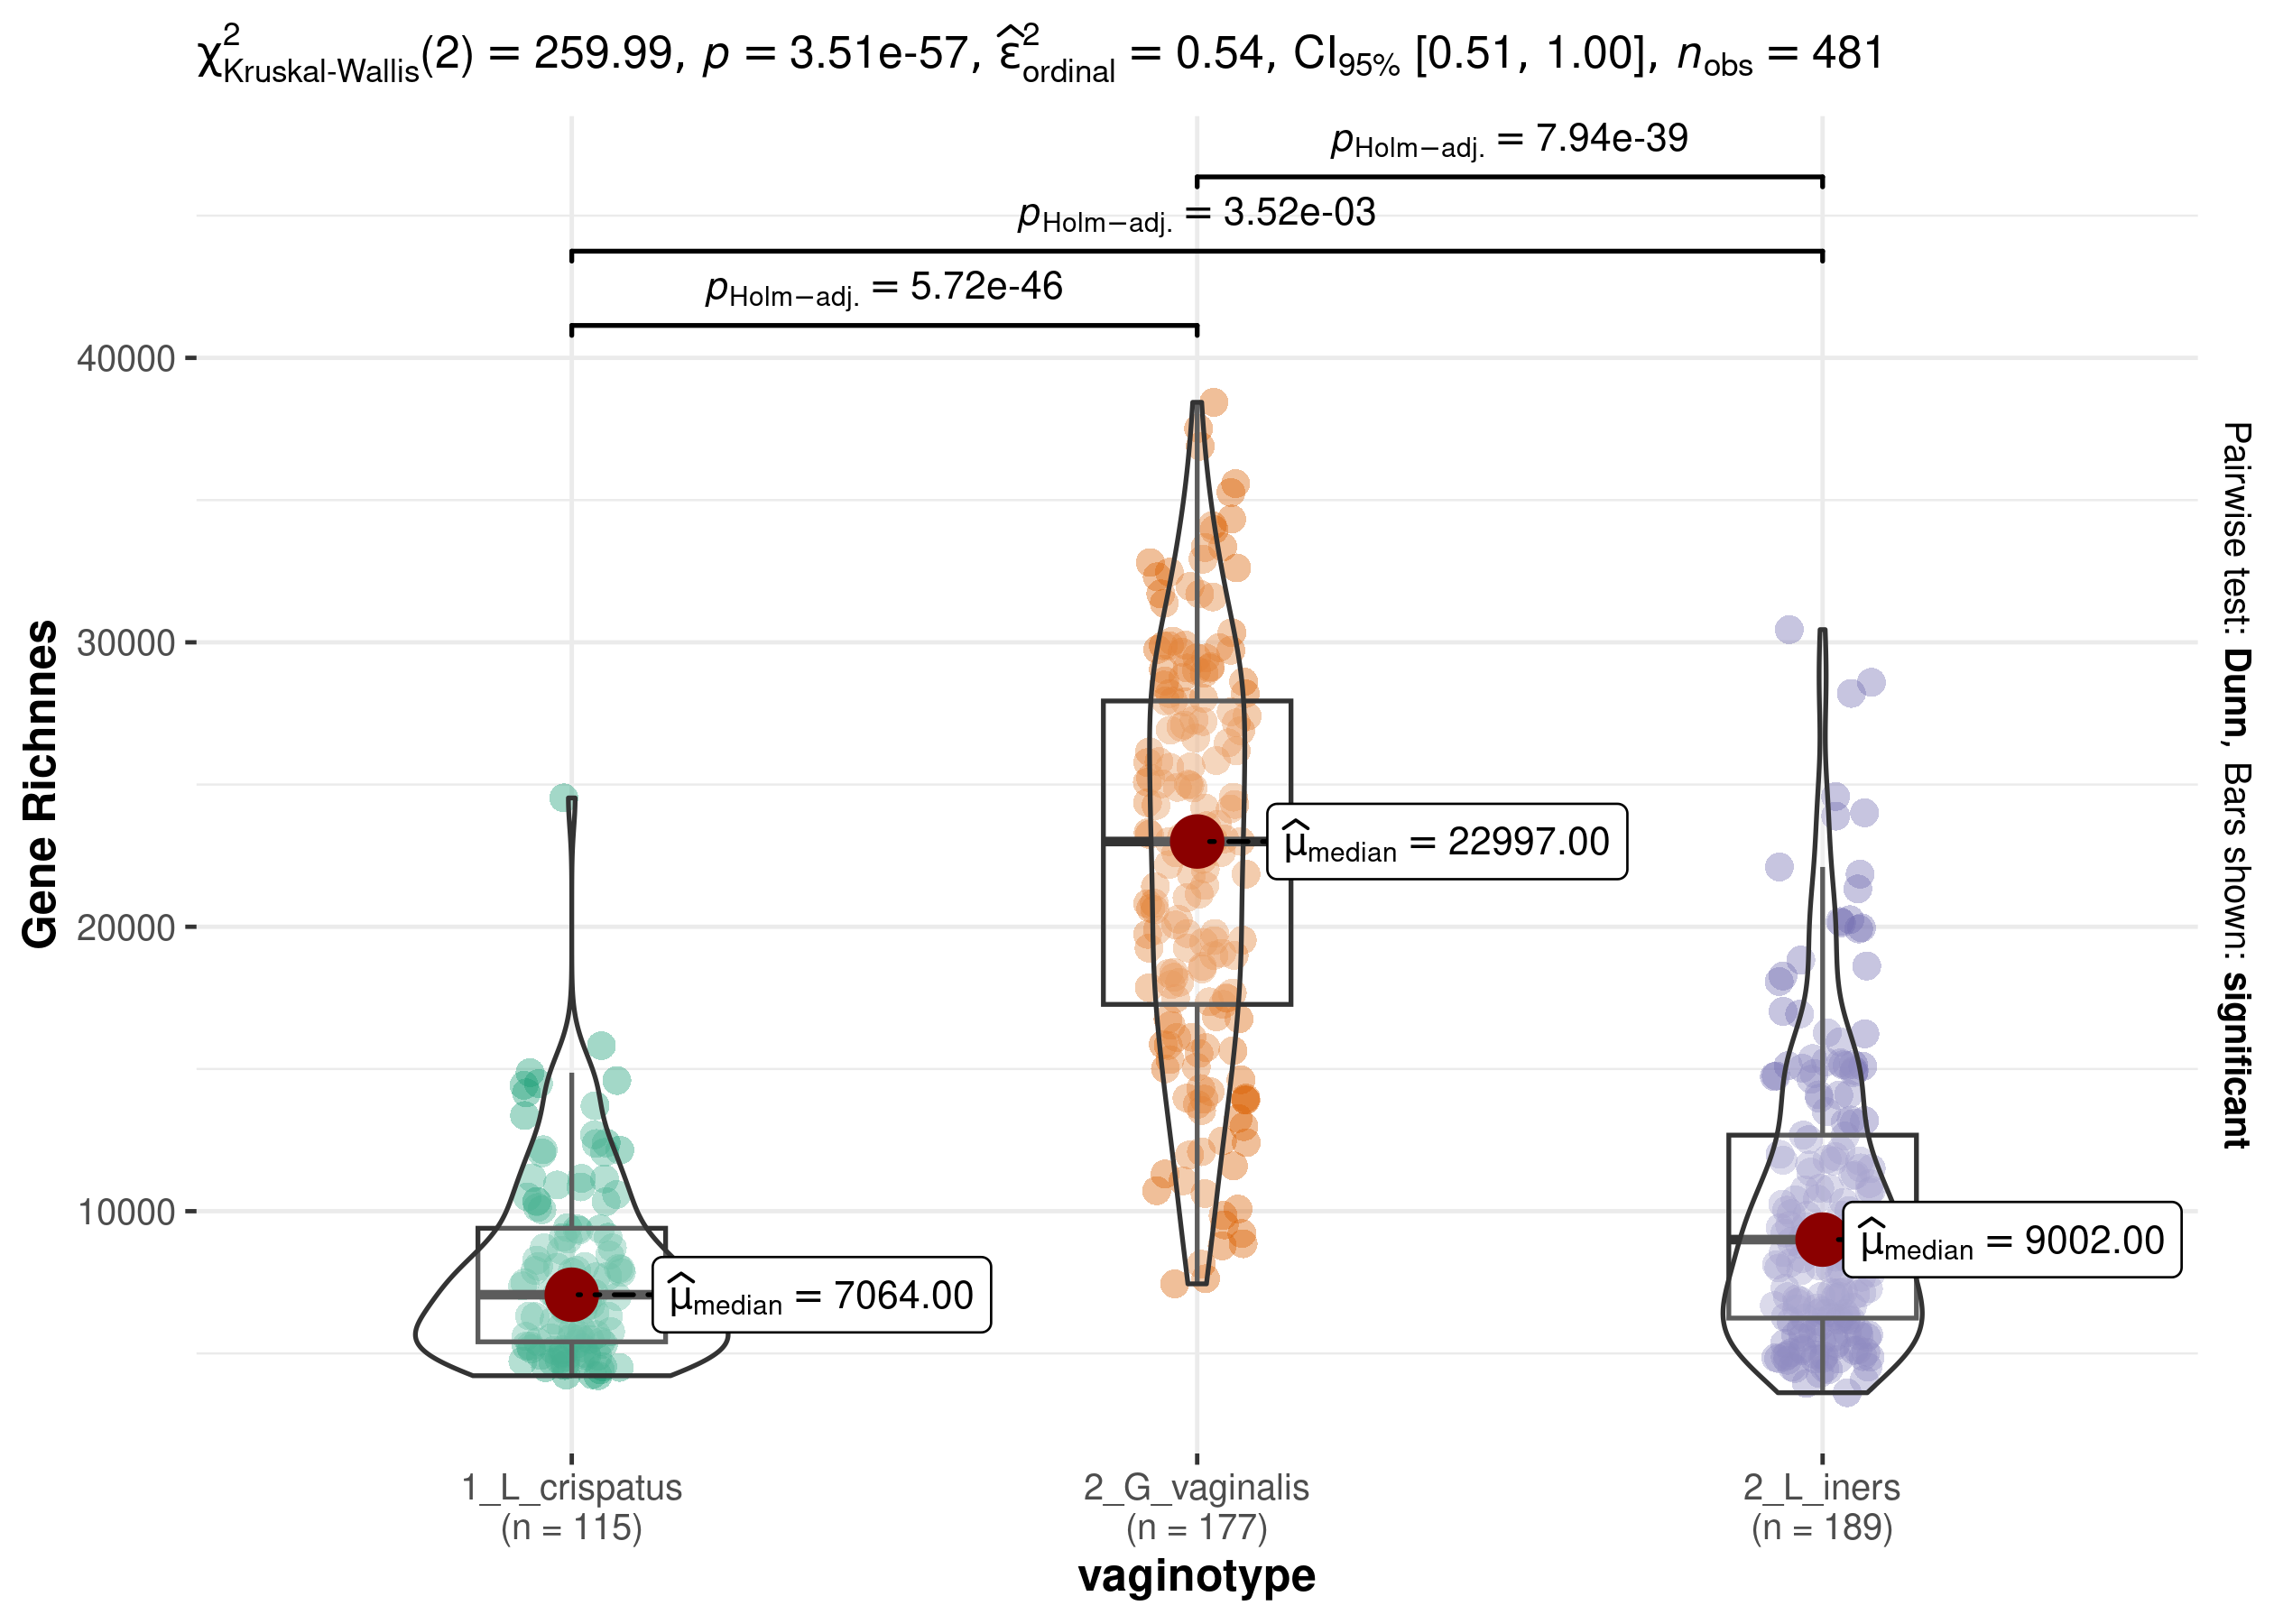 χ²Kruskal-Wallis(2) = 259.99, p = 3.51e-57, ε̂²ordinal = 0.54, CI95% [0.51, 1.00], nobs = 481
pHolm−adj. = 7.94e-39
pHolm−adj. = 3.52e-03
pHolm−adj. = 5.72e-46
40000
30000
20000
10000
Gene Richnnes
μ̂median = 22997.00
μ̂median = 9002.00
μ̂median = 7064.00
Pairwise test: Dunn, Bars shown: significant
1_L_crispatus
(n = 115)
2_G_vaginalis
(n = 177)
2_L_iners
(n = 189)
vaginotype